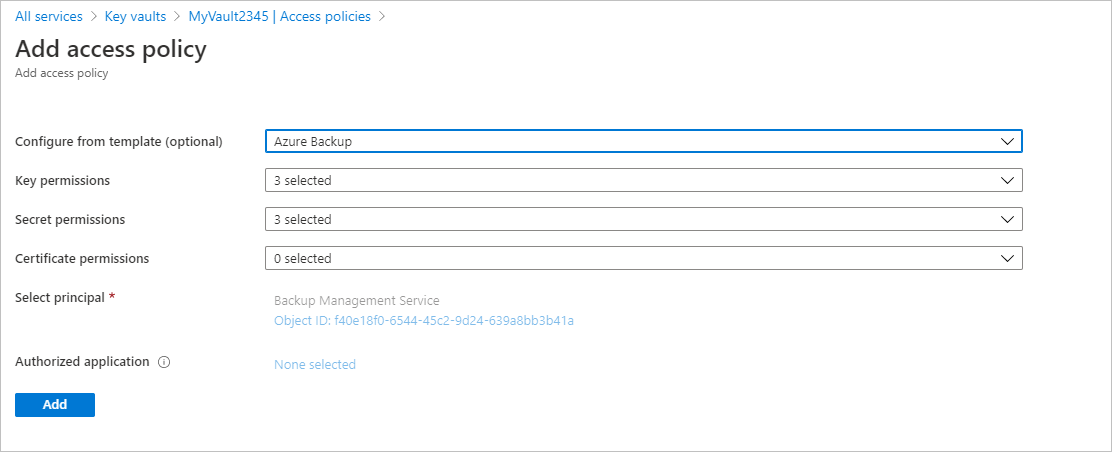 All services > Key vaults > MyVault2345 | Access policies >
Add access policy
Add access policy
Configure from template (optional) Azure Backup
Key permissions 3 selected
Secret permissions 3 selected
Certificate permissions 0 selected
Select principal * Backup Management Service
Object ID: f40e18f0-6544-45c2-9d24-639a8bb3b41a
Authorized application None selected
Add